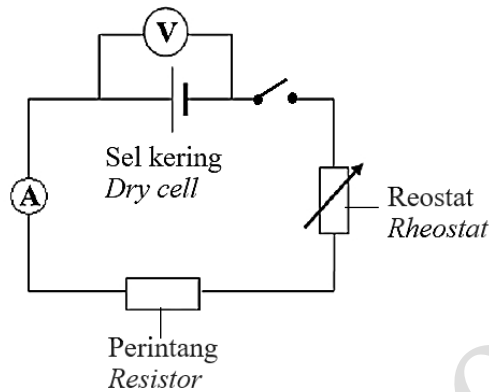 V
Sel kering
Dry cell
A
Reostat
Rheostat
Perintang
Resistor